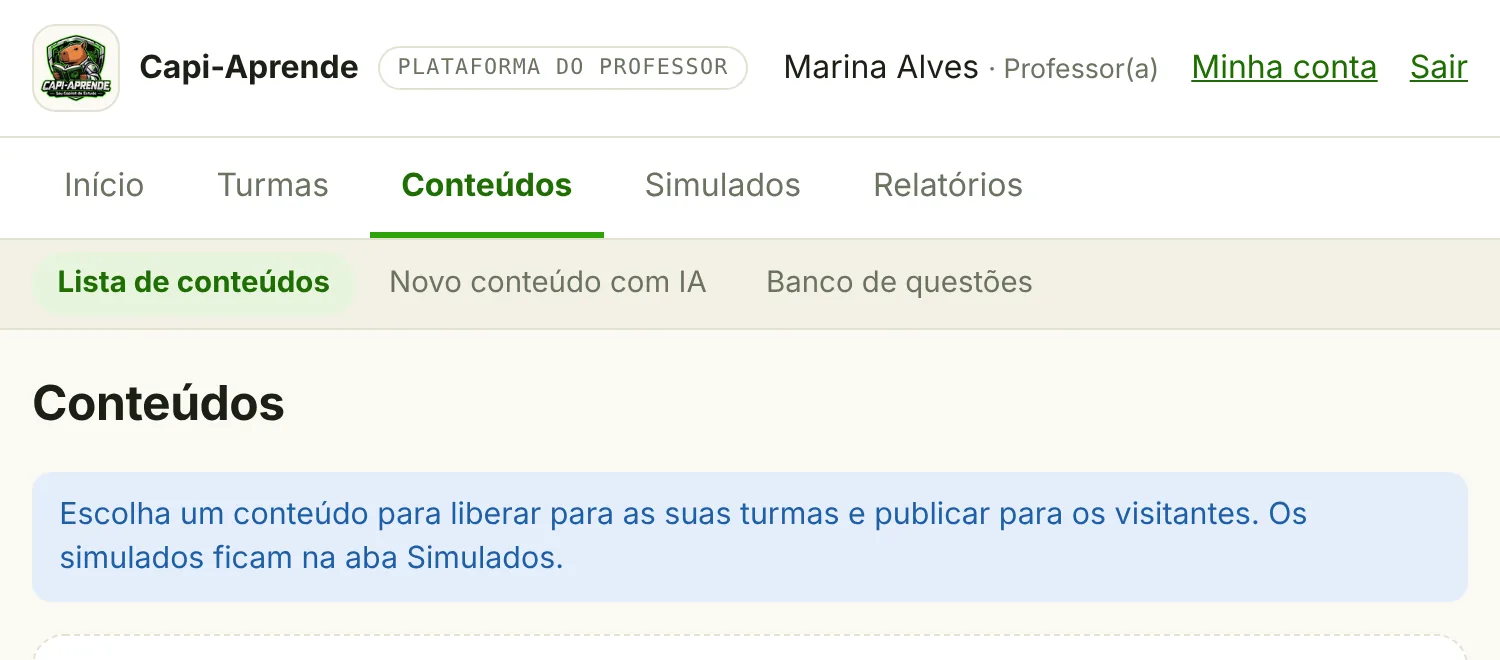 CAPI-APRENDE
Capi-Aprende
PLATAFORMA DO PROFESSOR
Marina Alves · Professor(a)
Minha conta
Sair
Início
Turmas
Conteúdos
Simulados
Relatórios
Lista de conteúdos
Novo conteúdo com IA
Banco de questões
Conteúdos
Escolha um conteúdo para liberar para as suas turmas e publicar para os visitantes. Os
simulados ficam na aba Simulados.